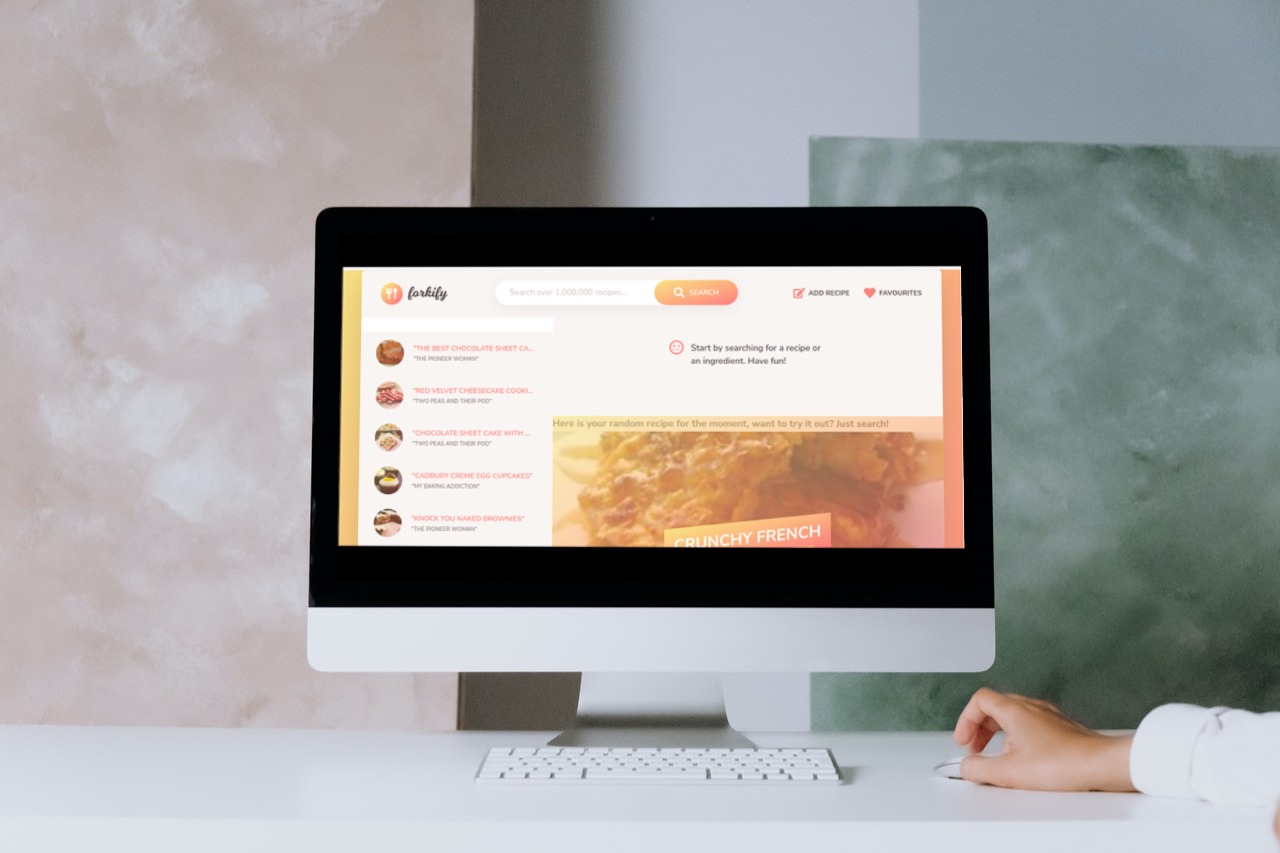 forkify
Search over 1,000,000 recipes...
SEARCH
ADD RECIPE
FAVOURITES
Start by searching for a recipe or
an ingredient. Have fun!
"THE BEST CHOCOLATE SHEET CA...
"THE PIONEER WOMAN"
"RED VELVET CHEESECAKE COOKI...
"TWO PEAS AND THEIR POD"
"CHOCOLATE SHEET CAKE WITH ...
"TWO PEAS AND THEIR POD"
"CADBURY CREME EGG CUPCAKES"
"MY BAKING ADDICTION"
"KNOCK YOU NAKED BROWNIES"
"THE PIONEER WOMAN"
Here is your random recipe for the moment, want to try it out? Just search!
CRUNCHY FRENCH